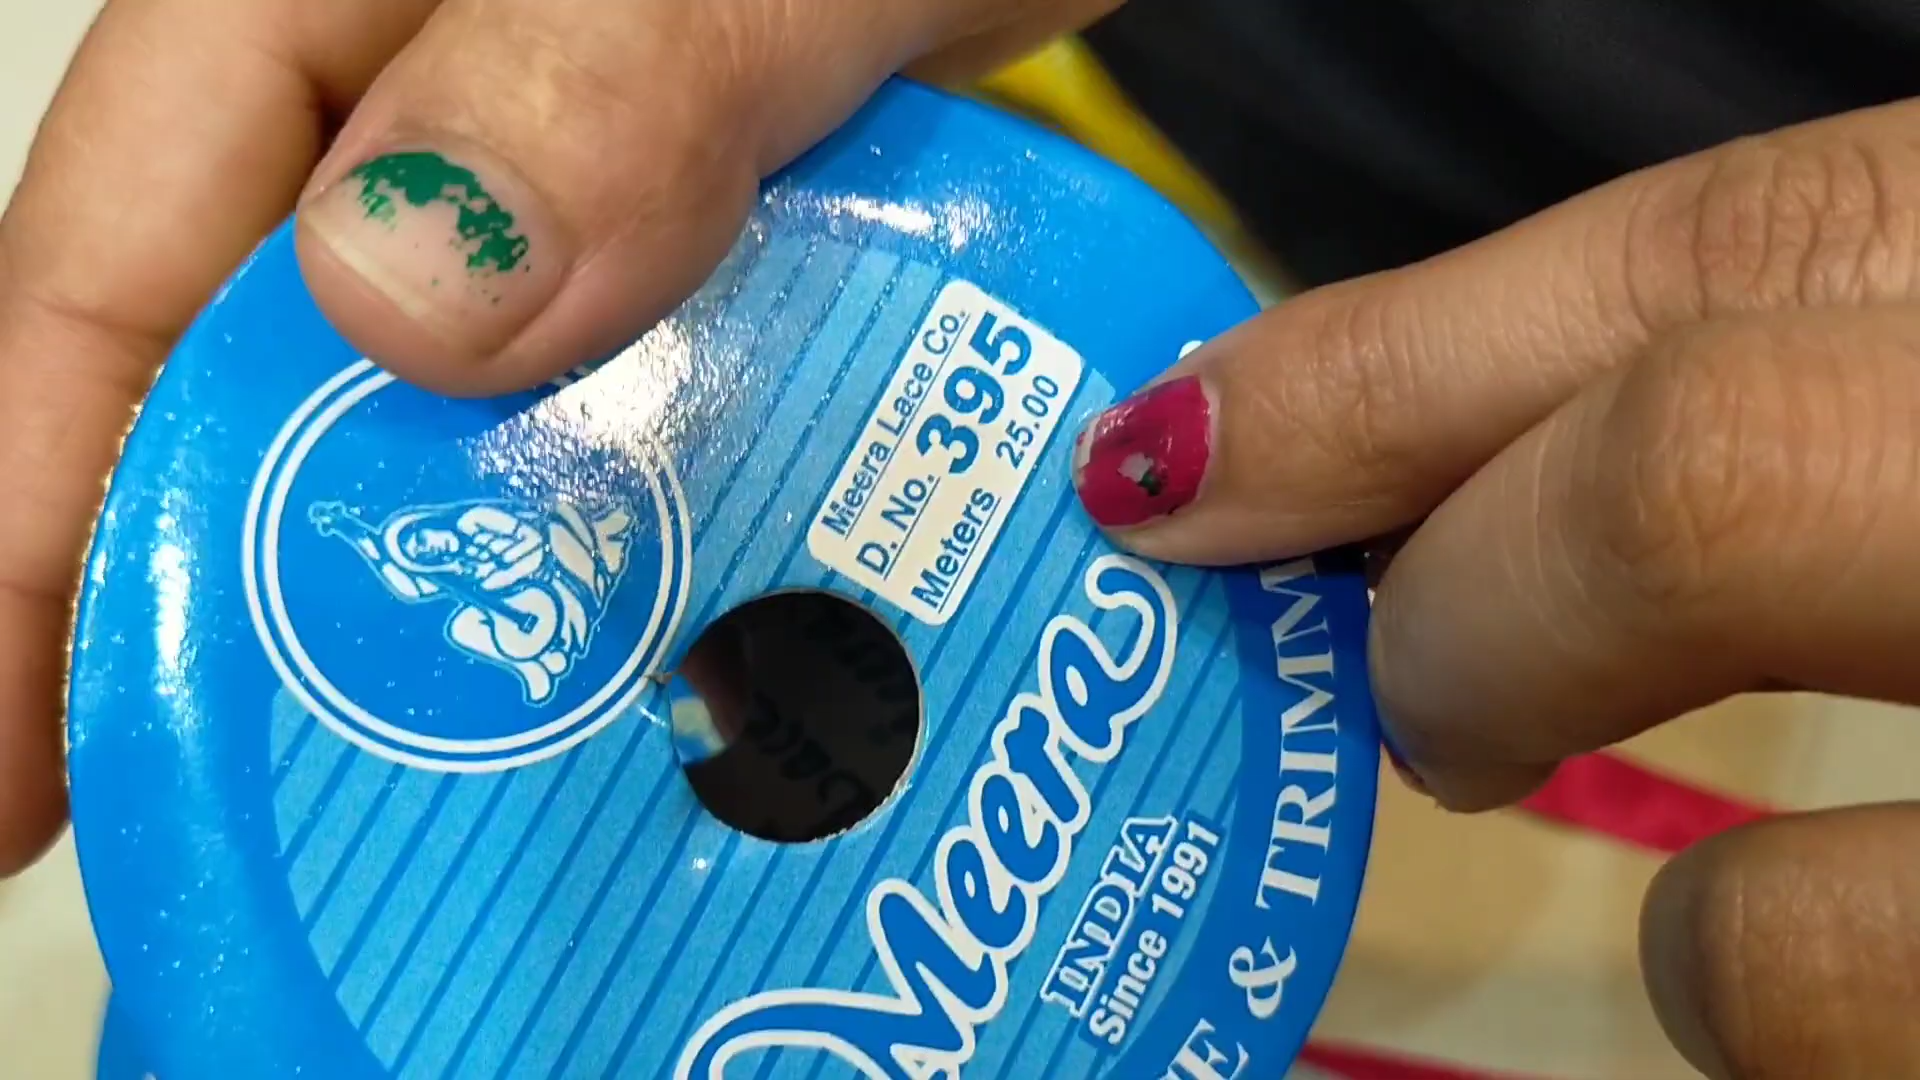 Meera Lace Co.
D. No. 395
Meters 25.00
Meera
INDIA
Since 1991
& TRIMM